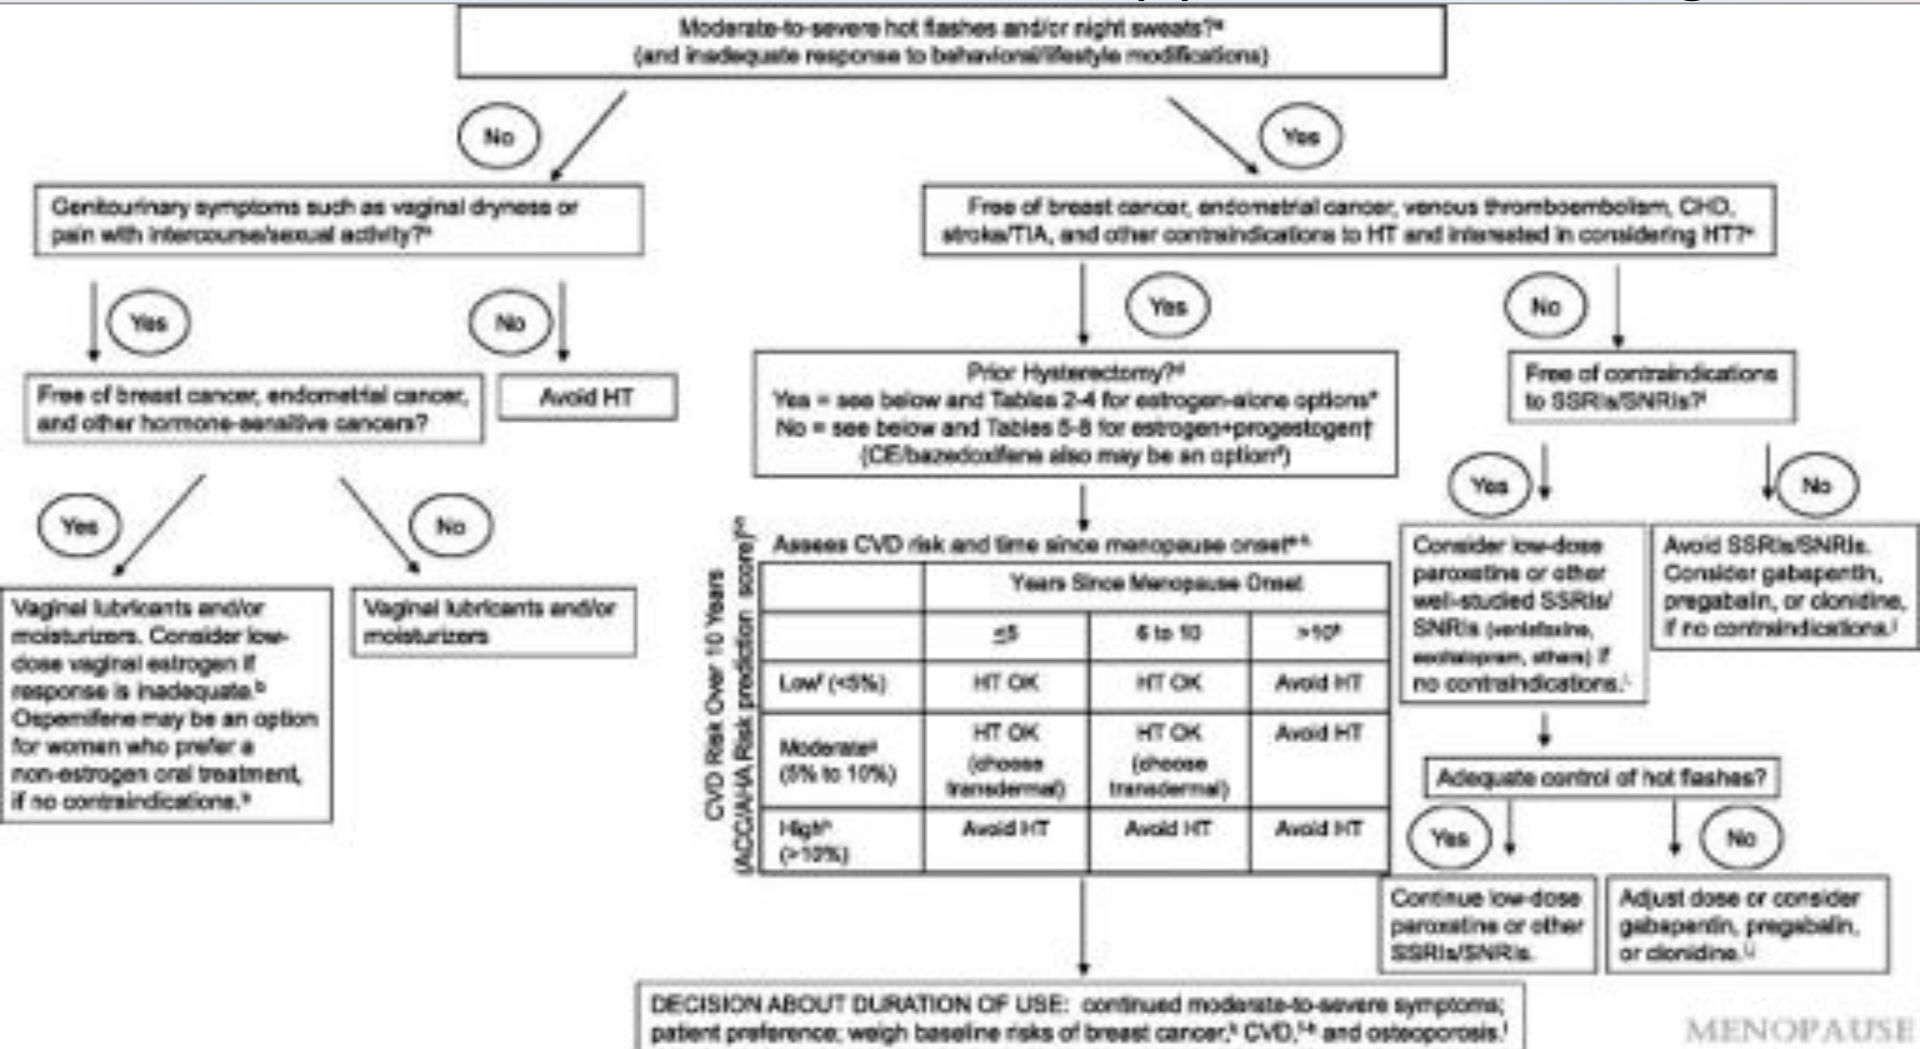 Moderate-to-severe hot flashes and/or night sweats?ᵃ
(and inadequate response to behavioral/lifestyle modifications)
No
Yes
Genitourinary symptoms such as vaginal dryness or
pain with intercourse/sexual activity?
Free of breast cancer, endometrial cancer, venous thromboembolism, CHD,
stroke/TIA, and other contraindications to HT and interested in considering HT?
Yes
No
Yes
No
Free of breast cancer, endometrial cancer,
and other hormone-sensitive cancers?
Avoid HT
Prior Hysterectomy?ᵈ
Yes = see below and Tables 2-4 for estrogen-alone options*
No = see below and Tables 5-8 for estrogen+progestogen†
(CE/bazedoxifene also may be an option)
Free of contraindications
to SSRIs/SNRIs?
Yes
No
Yes
No
Vaginal lubricants and/or
moisturizers. Consider low-
dose vaginal estrogen if
response is inadequate.ᵇ
Ospemifene may be an option
for women who prefer a
non-estrogen oral treatment,
if no contraindications.ᵇ
Vaginal lubricants and/or
moisturizers
Assess CVD risk and time since menopause onset
CVD Risk Over 10 Years
(ACC/AHA Risk prediction score)
Years Since Menopause Onset
≤5
6 to 10
>10
Low (<5%)
HT OK
HT OK
Avoid HT
Moderateᵍ
(5% to 10%)
HT OK
(choose
transdermal)
HT OK
(choose
transdermal)
Avoid HT
Highʰ
(>10%)
Avoid HT
Avoid HT
Avoid HT
Consider low-dose
paroxetine or other
well-studied SSRIs/
SNRIs (venlafaxine,
escitalopram, others) if
no contraindications.
Avoid SSRIs/SNRIs.
Consider gabapentin,
pregabalin, or clonidine,
if no contraindications.
Adequate control of hot flashes?
Yes
No
Continue low-dose
paroxetine or other
SSRIs/SNRIs.
Adjust dose or consider
gabapentin, pregabalin,
or clonidine.
DECISION ABOUT DURATION OF USE: continued moderate-to-severe symptoms;
patient preference; weigh baseline risks of breast cancer, CVD, and osteoporosis.
MENOPAUSE